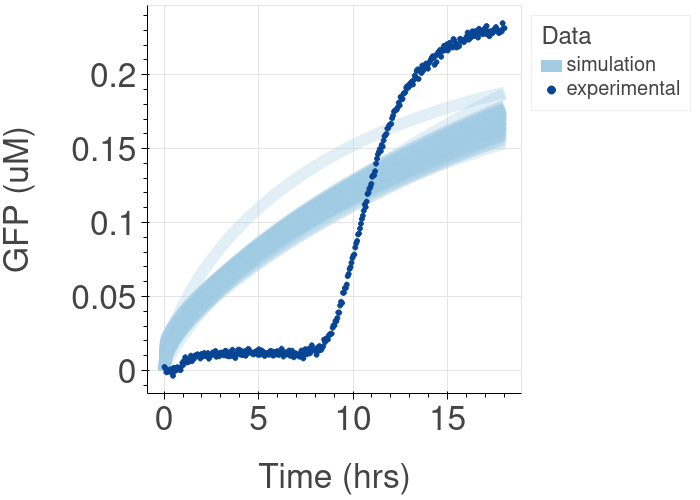 GFP (uM)
0.2
0.15
0.1
0.05
0
0 5 10 15
Time (hrs)
Data
simulation
experimental